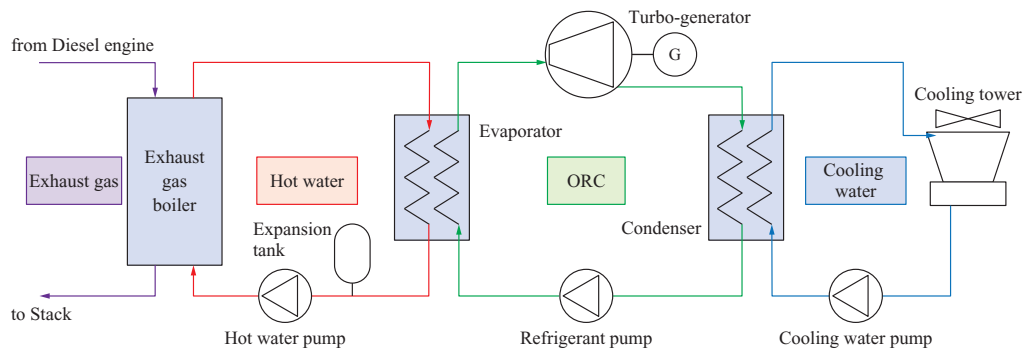 Turbo-generator
from Diesel engine
G
Cooling tower
Evaporator
Exhaust gas
Exhaust
gas
boiler
Hot water
ORC
Cooling
water
Expansion
tank
Condenser
to Stack
Hot water pump
Refrigerant pump
Cooling water pump